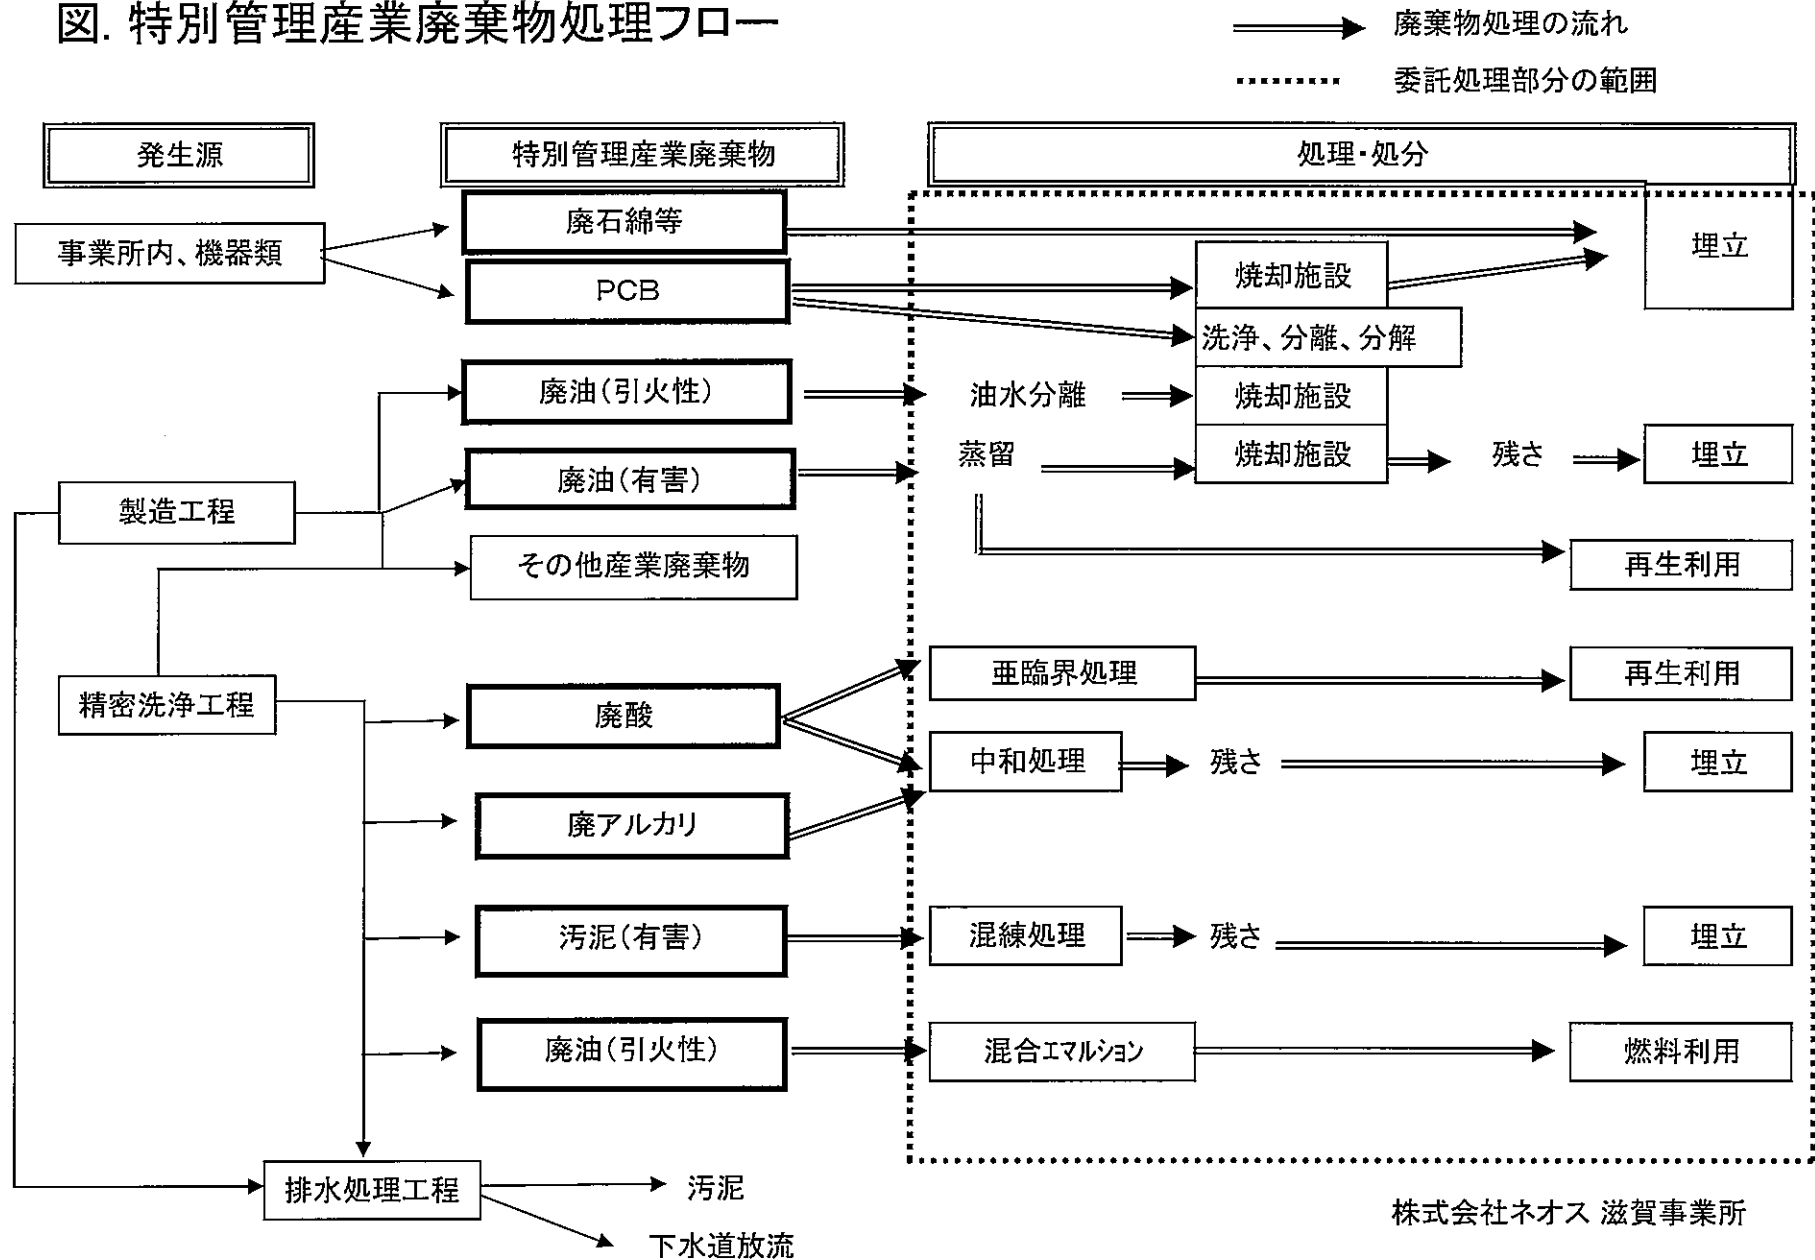 図. 特別管理産業廃棄物処理フロー
廃棄物処理の流れ
委託処理部分の範囲
発生源
特別管理産業廃棄物
処理・処分
事業所内、機器類
廃石綿等
埋立
PCB
焼却施設
洗浄、分離、分解
廃油(引火性)
油水分離
焼却施設
廃油(有害)
蒸留
焼却施設
残さ
埋立
製造工程
その他産業廃棄物
再生利用
精密洗浄工程
廃酸
亜臨界処理
再生利用
中和処理
残さ
埋立
廃アルカリ
汚泥(有害)
混練処理
残さ
埋立
廃油(引火性)
混合エマルション
燃料利用
排水処理工程
汚泥
下水道放流
株式会社ネオス 滋賀事業所